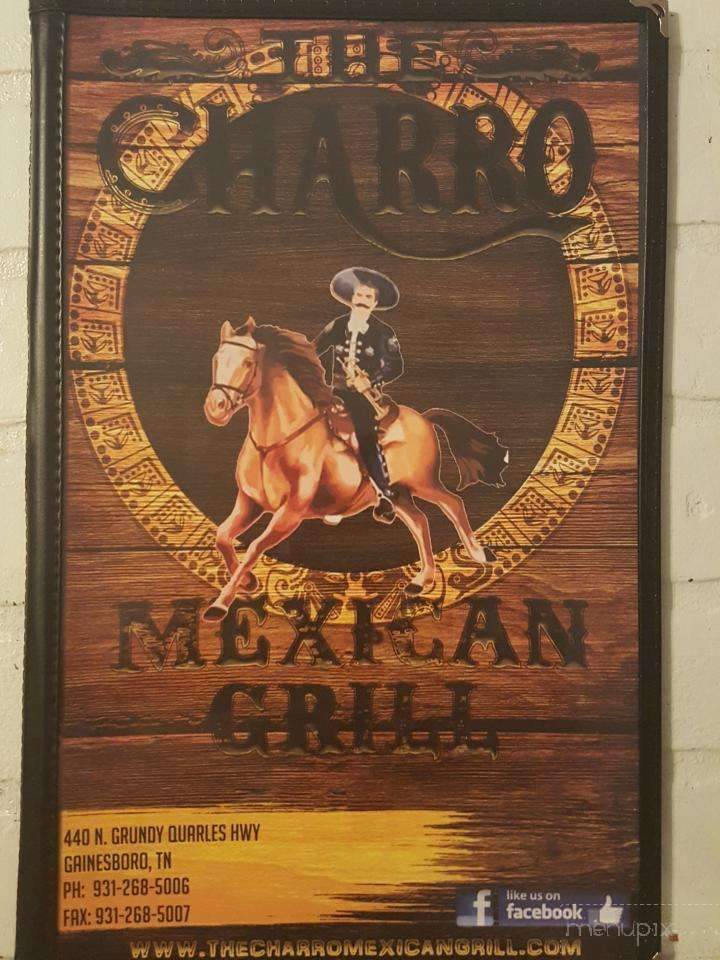 THE
CHARRO
MEXICAN
GRILL
440 N. GRUNDY QUARLES HWY
GAINESBORO, TN
PH: 931-268-5006
FAX: 931-268-5007
f like us on
facebook
menupix
WWW.THECHARROMEXICANGRILL.COM